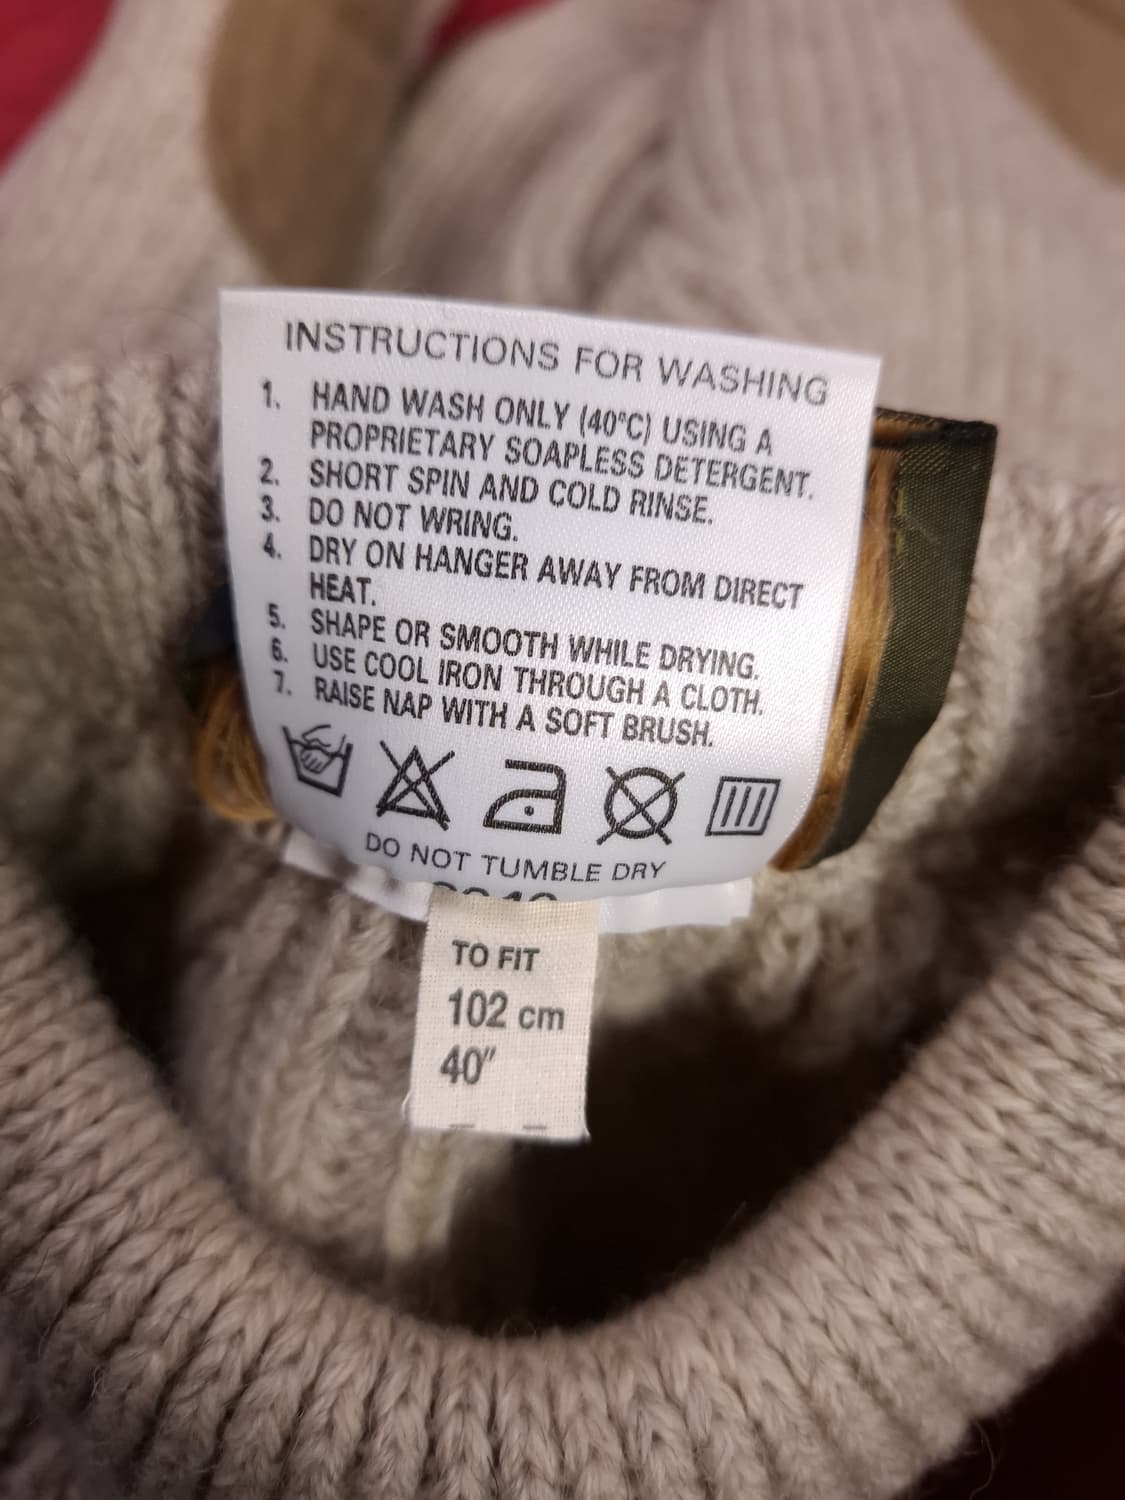 INSTRUCTIONS FOR WASHING
1. HAND WASH ONLY (40°C) USING A
PROPRIETARY SOAPLESS DETERGENT.
2. SHORT SPIN AND COLD RINSE.
3. DO NOT WRING.
4. DRY ON HANGER AWAY FROM DIRECT
HEAT.
5. SHAPE OR SMOOTH WHILE DRYING.
6. USE COOL IRON THROUGH A CLOTH.
7. RAISE NAP WITH A SOFT BRUSH.
DO NOT TUMBLE DRY
TO FIT
102 cm
40"